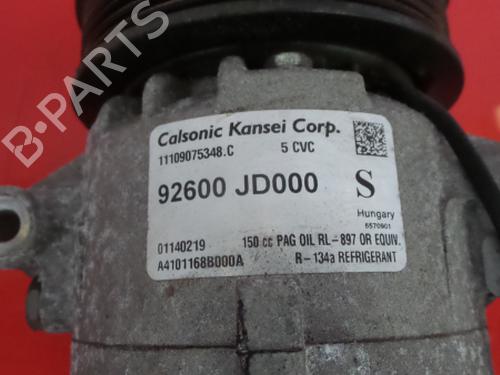 B-PARTS
Calsonic Kansei Corp.
11109075348.C 5 CVC
92600 JD000 S
Hungary
6570901
01140219 150 cc PAG OIL RL-897 OR EQUIV.
A4101168B000A R-134a REFRIGERANT